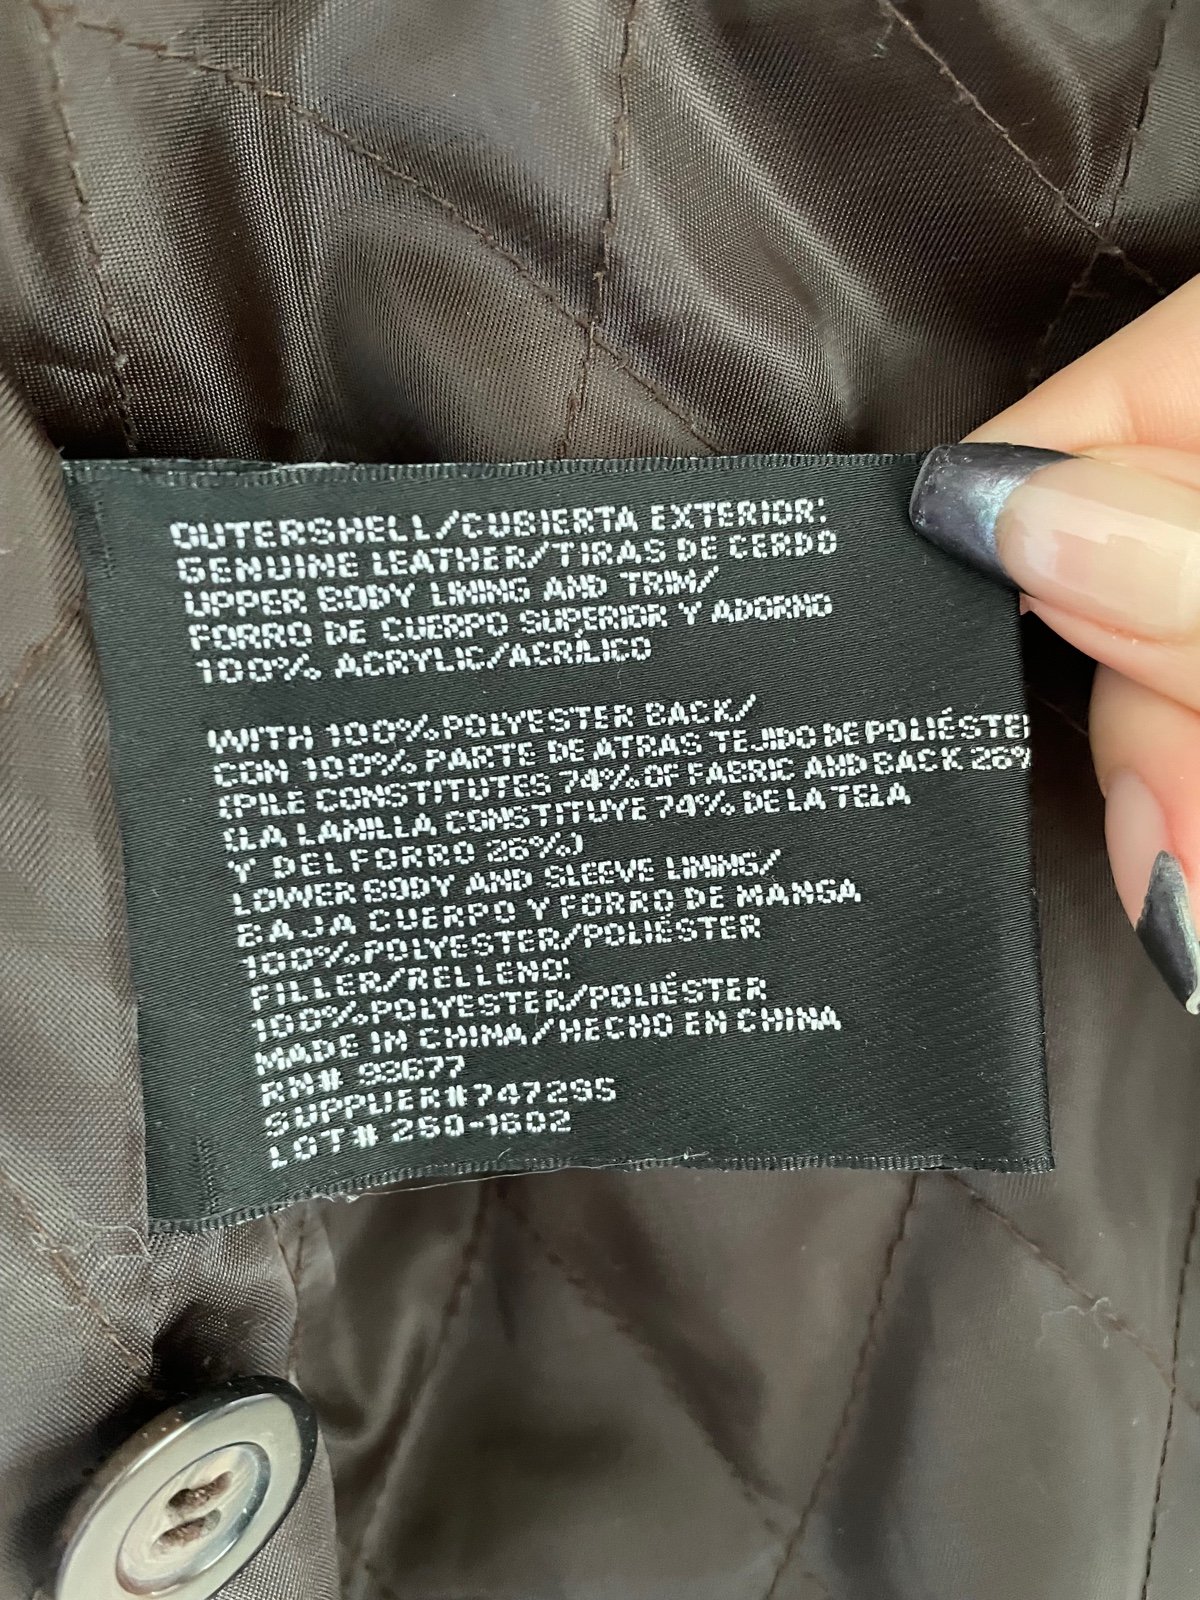 OUTERSHELL/CUBIERTA EXTERIOR:
GENUINE LEATHER/TIRAS DE CERDO
UPPER BODY LINING AND TRIM/
FORRO DE CUERPO SUPERIOR Y ADORNO
100% ACRYLIC/ACRÍLICO
WITH 100% POLYESTER BACK/
CON 100% PARTE DE ATRAS TEJIDO DE POLIÉSTER
(PILE CONSTITUTES 74% OF FABRIC AND BACK 26%
(LA LAMILLA CONSTITUYE 74% DE LA TELA
Y DEL FORRO 26%)
LOWER BODY AND SLEEVE LINING/
BAJA CUERPO Y FORRO DE MANGA
100% POLYESTER/POLIÉSTER
FILLER/RELLENO:
100% POLYESTER/POLIÉSTER
MADE IN CHINA/HECHO EN CHINA
RN# 93677
SUPPLIER# 747295
LOT# 260-1602